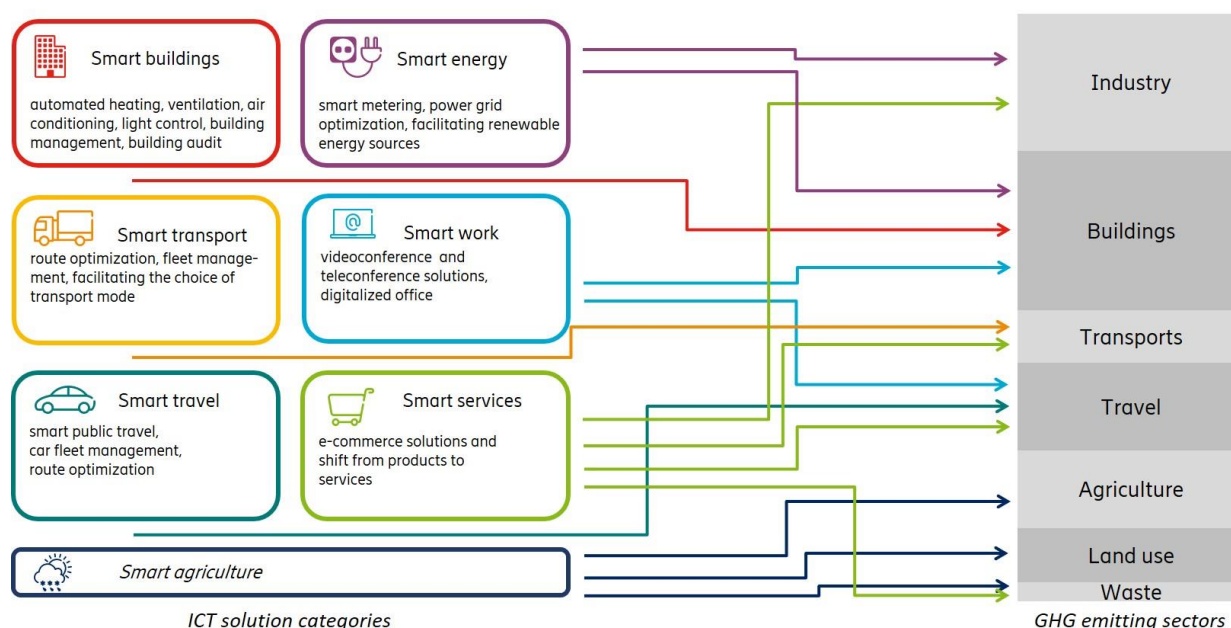 Smart buildings
automated heating, ventilation, air
conditioning, light control, building
management, building audit
Smart energy
smart metering, power grid
optimization, facilitating renewable
energy sources
Smart transport
route optimization, fleet manage-
ment, facilitating the choice of
transport mode
@
Smart work
videoconference and
teleconference solutions,
digitalized office
Smart travel
smart public travel,
car fleet management,
route optimization
Smart services
e-commerce solutions and
shift from products to
services
Smart agriculture
ICT solution categories
Industry
Buildings
Transports
Travel
Agriculture
Land use
Waste
GHG emitting sectors